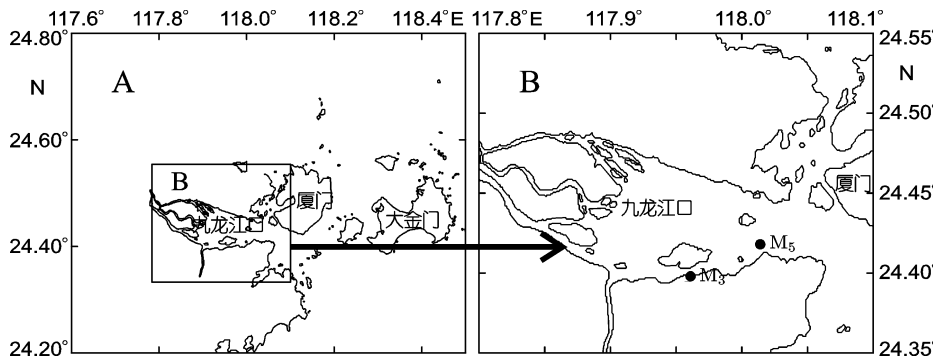 117.6° 117.8° 118.0° 118.2° 118.4°E
24.80°
N
24.60°
24.40°
24.20°
A
B
厦门
九龙江口
大金门
117.8°E 117.9° 118.0° 118.1°
24.55°
N
24.50°
24.45°
24.40°
24.35°
B
厦门
九龙江口
M5
M3